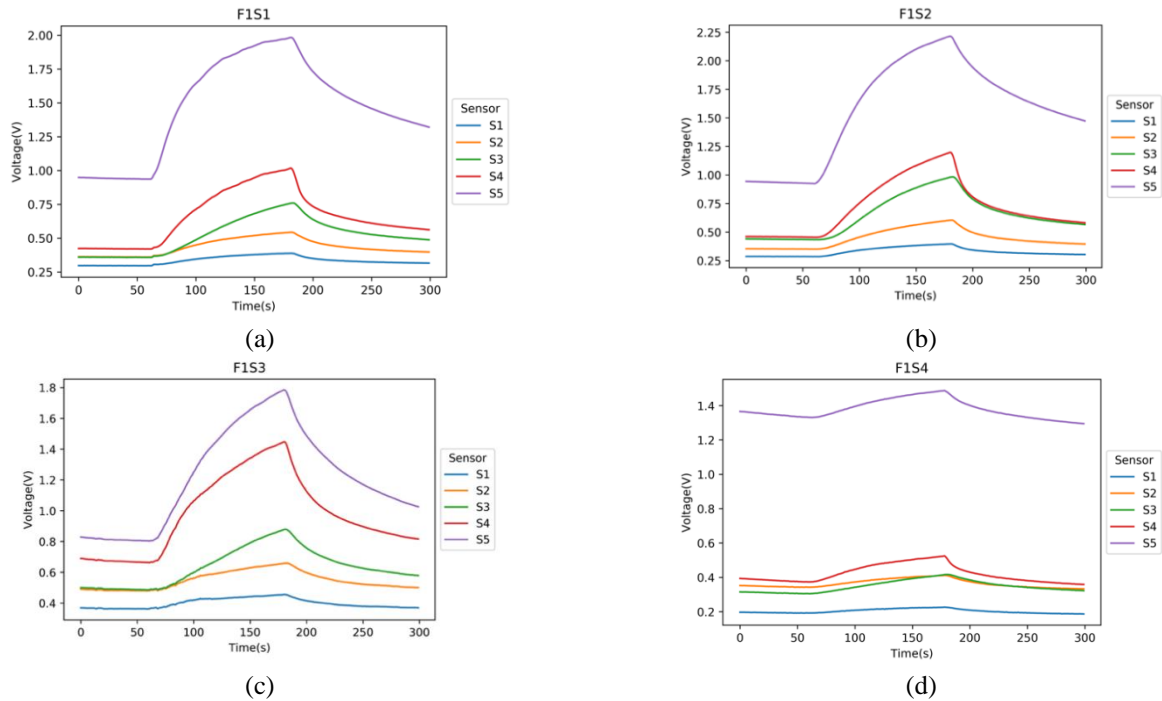 F1S1
2.00
1.75
1.50
1.25
1.00
0.75
0.50
0.25
Voltage(V)
0 50 100 150 200 250 300
Time(s)
Sensor
S1
S2
S3
S4
S5
(a)
F1S2
2.25
2.00
1.75
1.50
1.25
1.00
0.75
0.50
0.25
Voltage(V)
0 50 100 150 200 250 300
Time(s)
Sensor
S1
S2
S3
S4
S5
(b)
F1S3
1.8
1.6
1.4
1.2
1.0
0.8
0.6
0.4
Voltage(V)
0 50 100 150 200 250 300
Time(s)
Sensor
S1
S2
S3
S4
S5
(c)
F1S4
1.4
1.2
1.0
0.8
0.6
0.4
0.2
Voltage(V)
0 50 100 150 200 250 300
Time(s)
Sensor
S1
S2
S3
S4
S5
(d)